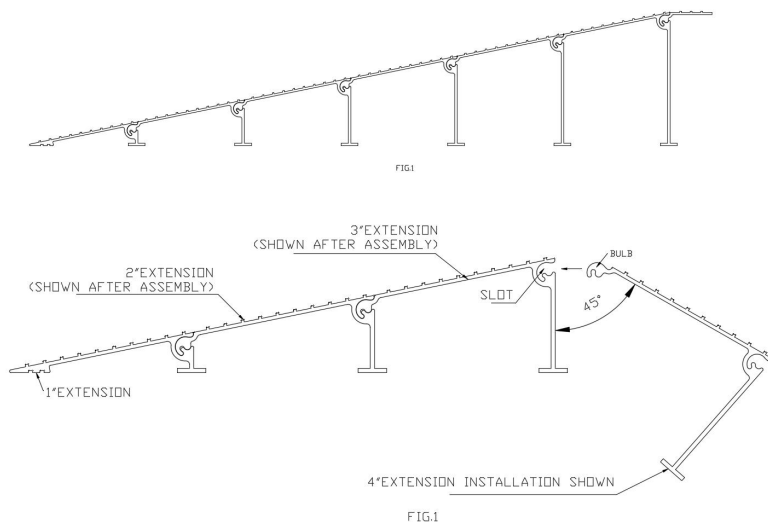 FIG.1
3"EXTENSION
(SHOWN AFTER ASSEMBLY)
2"EXTENSION
(SHOWN AFTER ASSEMBLY)
BULB
SLOT
45°
1"EXTENSION
4"EXTENSION INSTALLATION SHOWN
FIG.1